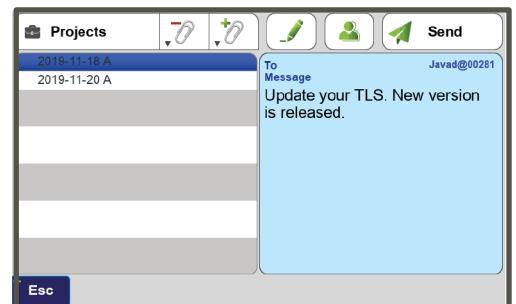 Projects
Send
2019-11-18 A
2019-11-20 A
To Javad@00281
Message
Update your TLS. New version
is released.
Esc